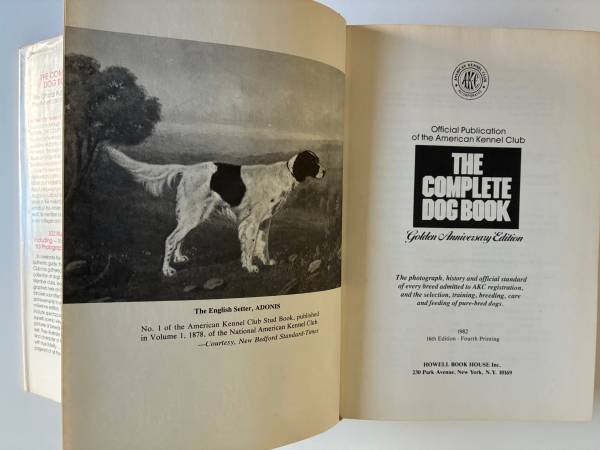 The English Setter, ADONIS
No. 1 of the American Kennel Club Stud Book, published
in Volume 1, 1878, of the National American Kennel Club
—Courtesy, New Bedford Standard-Times
AMERICAN KENNEL CLUB
AKC
INCORPORATED
Official Publication
of the American Kennel Club
THE
COMPLETE
DOG BOOK
Golden Anniversary Edition
The photograph, history and official standard
of every breed admitted to AKC registration,
and the selection, training, breeding, care
and feeding of pure-bred dogs.
1982
16th Edition - Fourth Printing
HOWELL BOOK HOUSE Inc.
230 Park Avenue, New York, N.Y. 10169